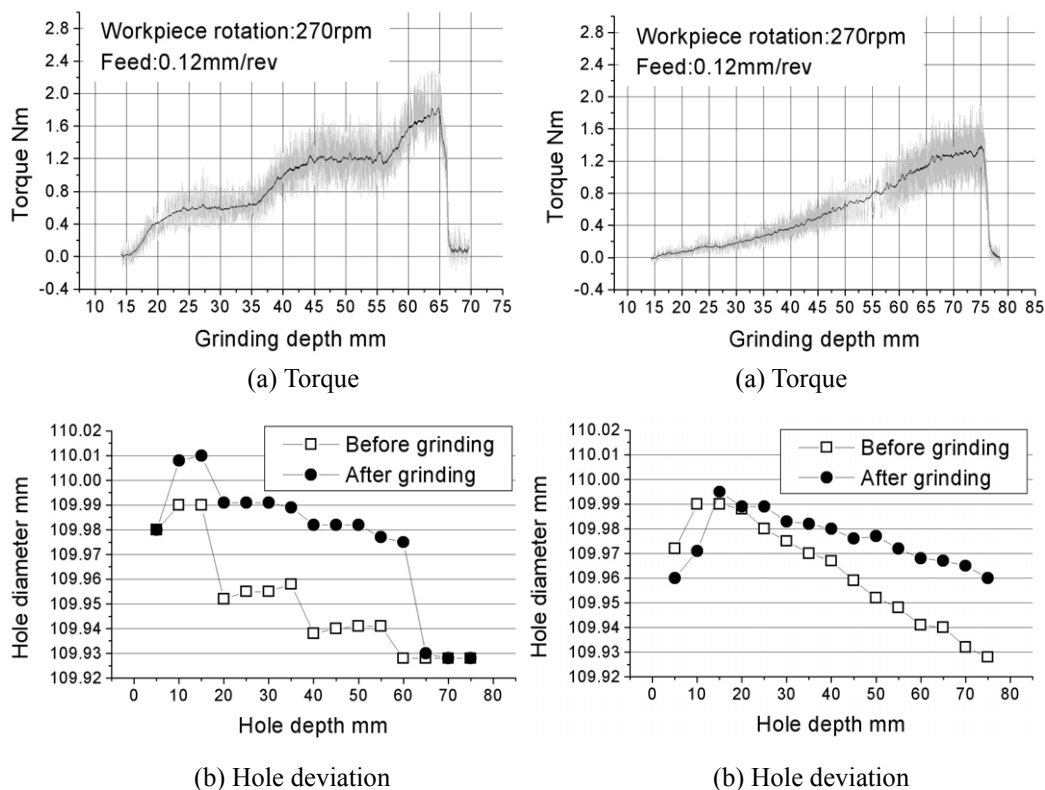 2.8
2.4
2.0
1.6
1.2
0.8
0.4
0.0
-0.4
Torque Nm
Workpiece rotation:270rpm
Feed:0.12mm/rev
10 15 20 25 30 35 40 45 50 55 60 65 70 75
Grinding depth mm
(a) Torque
2.8
2.4
2.0
1.6
1.2
0.8
0.4
0.0
-0.4
Torque Nm
Workpiece rotation:270rpm
Feed:0.12mm/rev
10 15 20 25 30 35 40 45 50 55 60 65 70 75 80 85
Grinding depth mm
(a) Torque
110.02
110.01
110.00
109.99
109.98
109.97
109.96
109.95
109.94
109.93
109.92
Hole diameter mm
Before grinding
After grinding
0 10 20 30 40 50 60 70 80
Hole depth mm
(b) Hole deviation
110.02
110.01
110.00
109.99
109.98
109.97
109.96
109.95
109.94
109.93
109.92
Hole diameter mm
Before grinding
After grinding
0 10 20 30 40 50 60 70 80
Hole depth mm
(b) Hole deviation